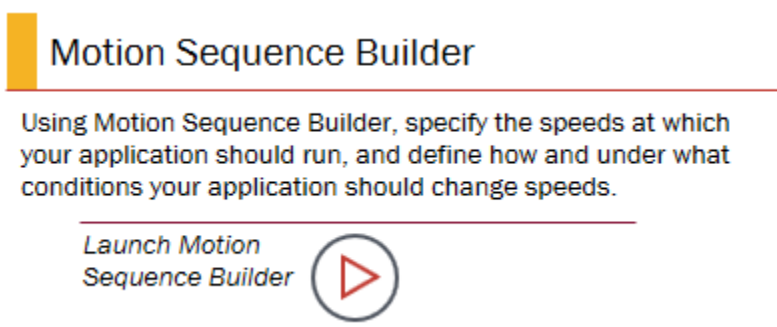 Motion Sequence Builder
Using Motion Sequence Builder, specify the speeds at which
your application should run, and define how and under what
conditions your application should change speeds.
Launch Motion
Sequence Builder